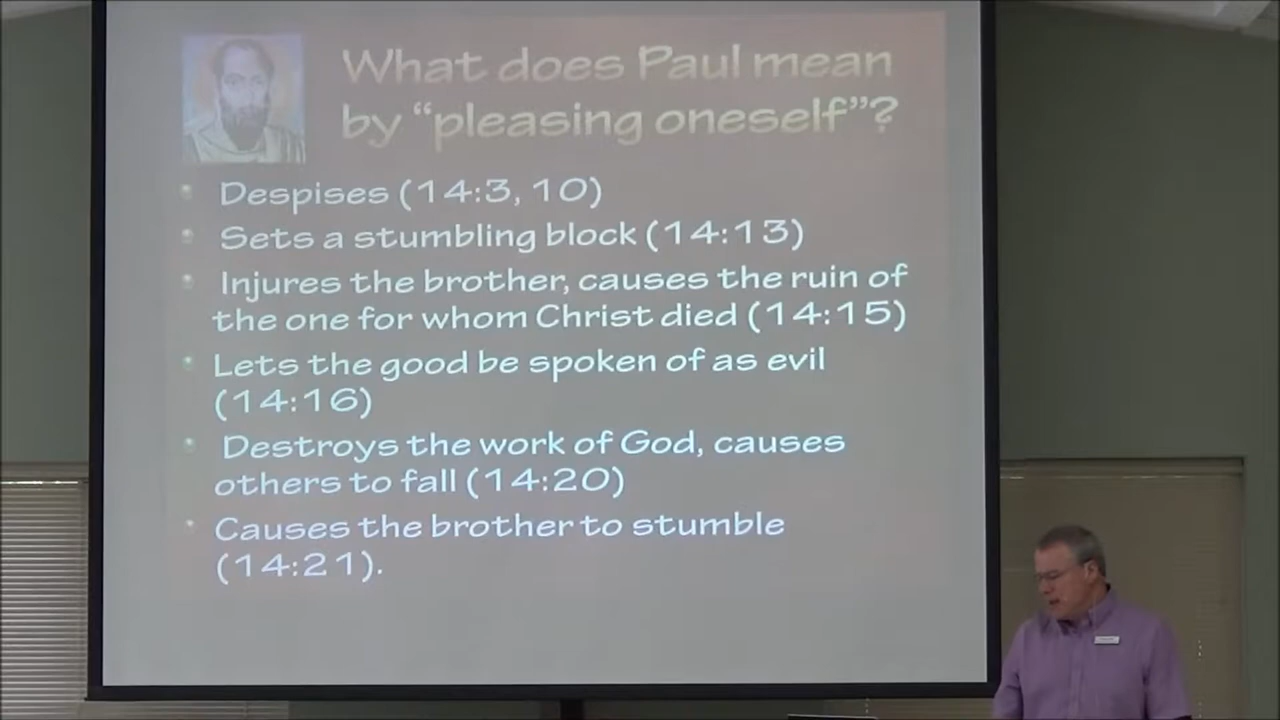 What does Paul mean
by “pleasing oneself”?
Despises (14:3, 10)
Sets a stumbling block (14:13)
Injures the brother, causes the ruin of
the one for whom Christ died (14:15)
Lets the good be spoken of as evil
(14:16)
Destroys the work of God, causes
others to fall (14:20)
Causes the brother to stumble
(14:21).